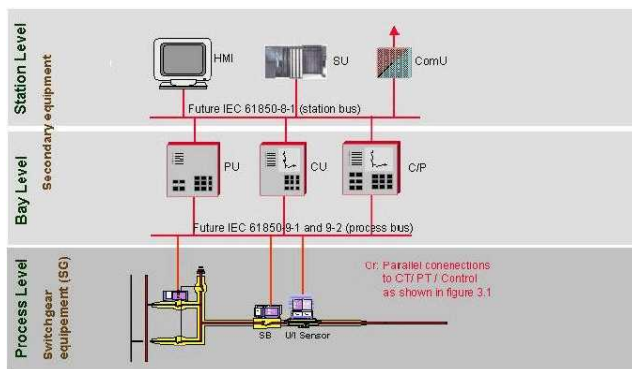 Station Level
Secondary equipment
HMI
SU
ComU
Future IEC 61850-8-1 (station bus)
Bay Level
PU
CU
C/P
Future IEC 61850-9-1 and 9-2 (process bus)
Process Level
Switchgear
equipement (SG)
Or: Parallel conenections
to CT/ PT / Control
as shown in figure 3.1
SB
U/I Sensor